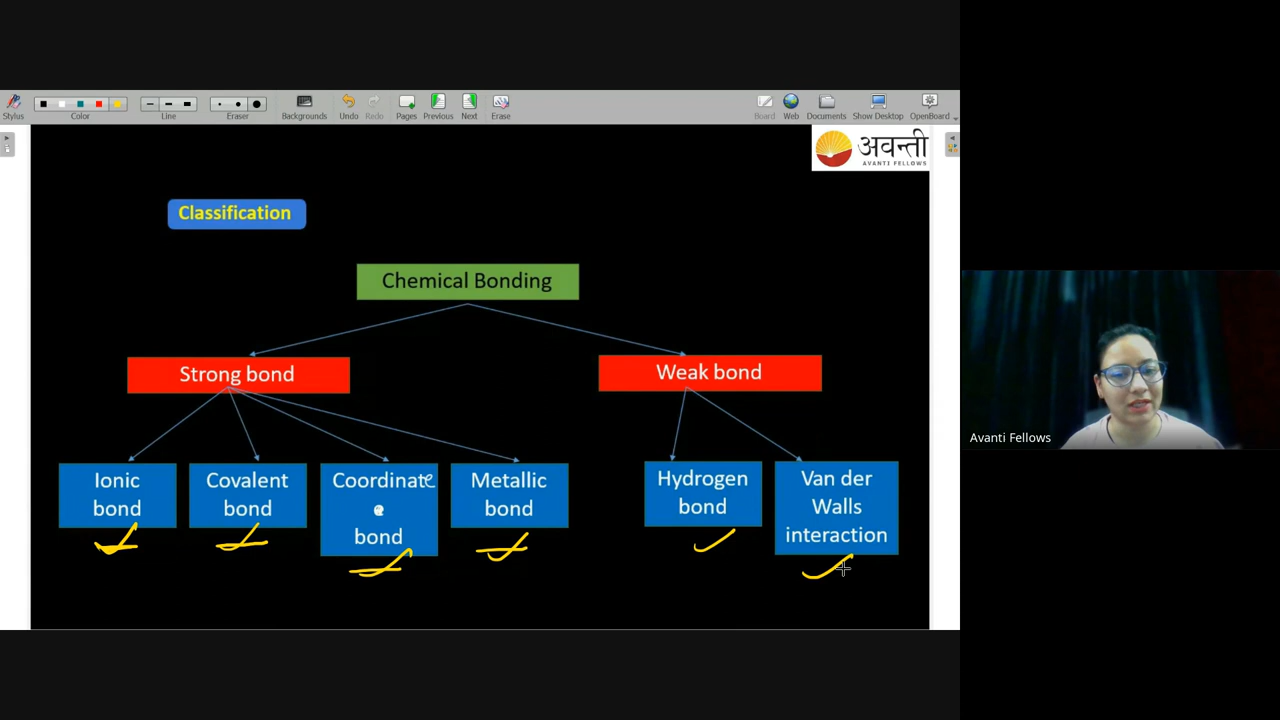 Stylus
Color
Line
Eraser
Backgrounds
Undo
Redo
Pages
Previous
Next
Erase
Board
Web
Documents
Show Desktop
OpenBoard
अवन्ती
AVANTI FELLOWS
Classification
Chemical Bonding
Strong bond
Weak bond
Ionic
bond
Covalent
bond
Coordinate
e
bond
Metallic
bond
Hydrogen
bond
Van der
Walls
interaction
Avanti Fellows